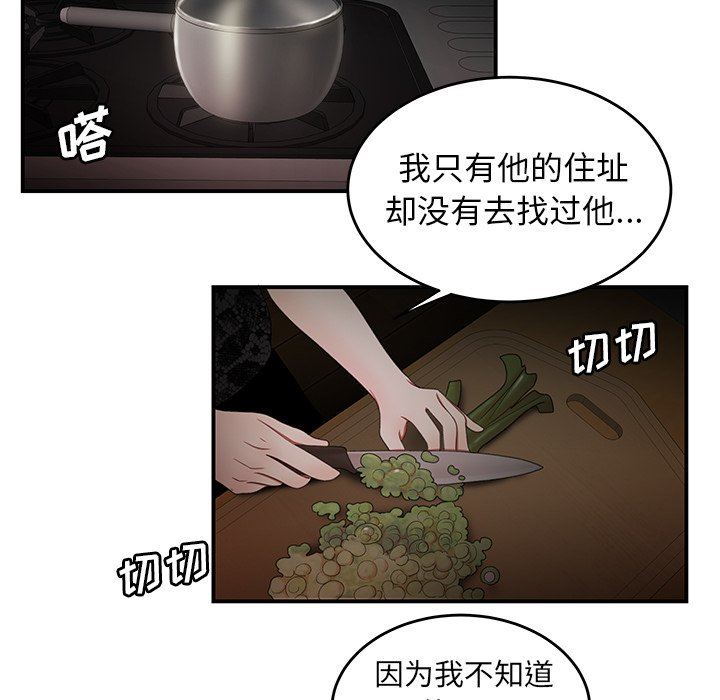 嗒
我只有他的住址
却没有去找过他...
切切
切切
因为我不知道